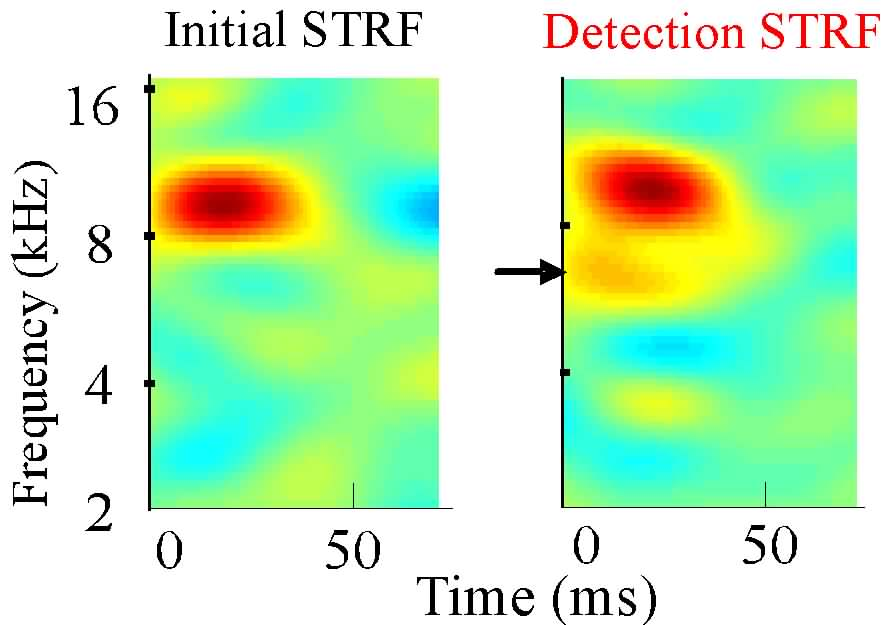 Initial STRF
Detection STRF
Frequency (kHz)
16
8
4
2
0
50
0
50
Time (ms)